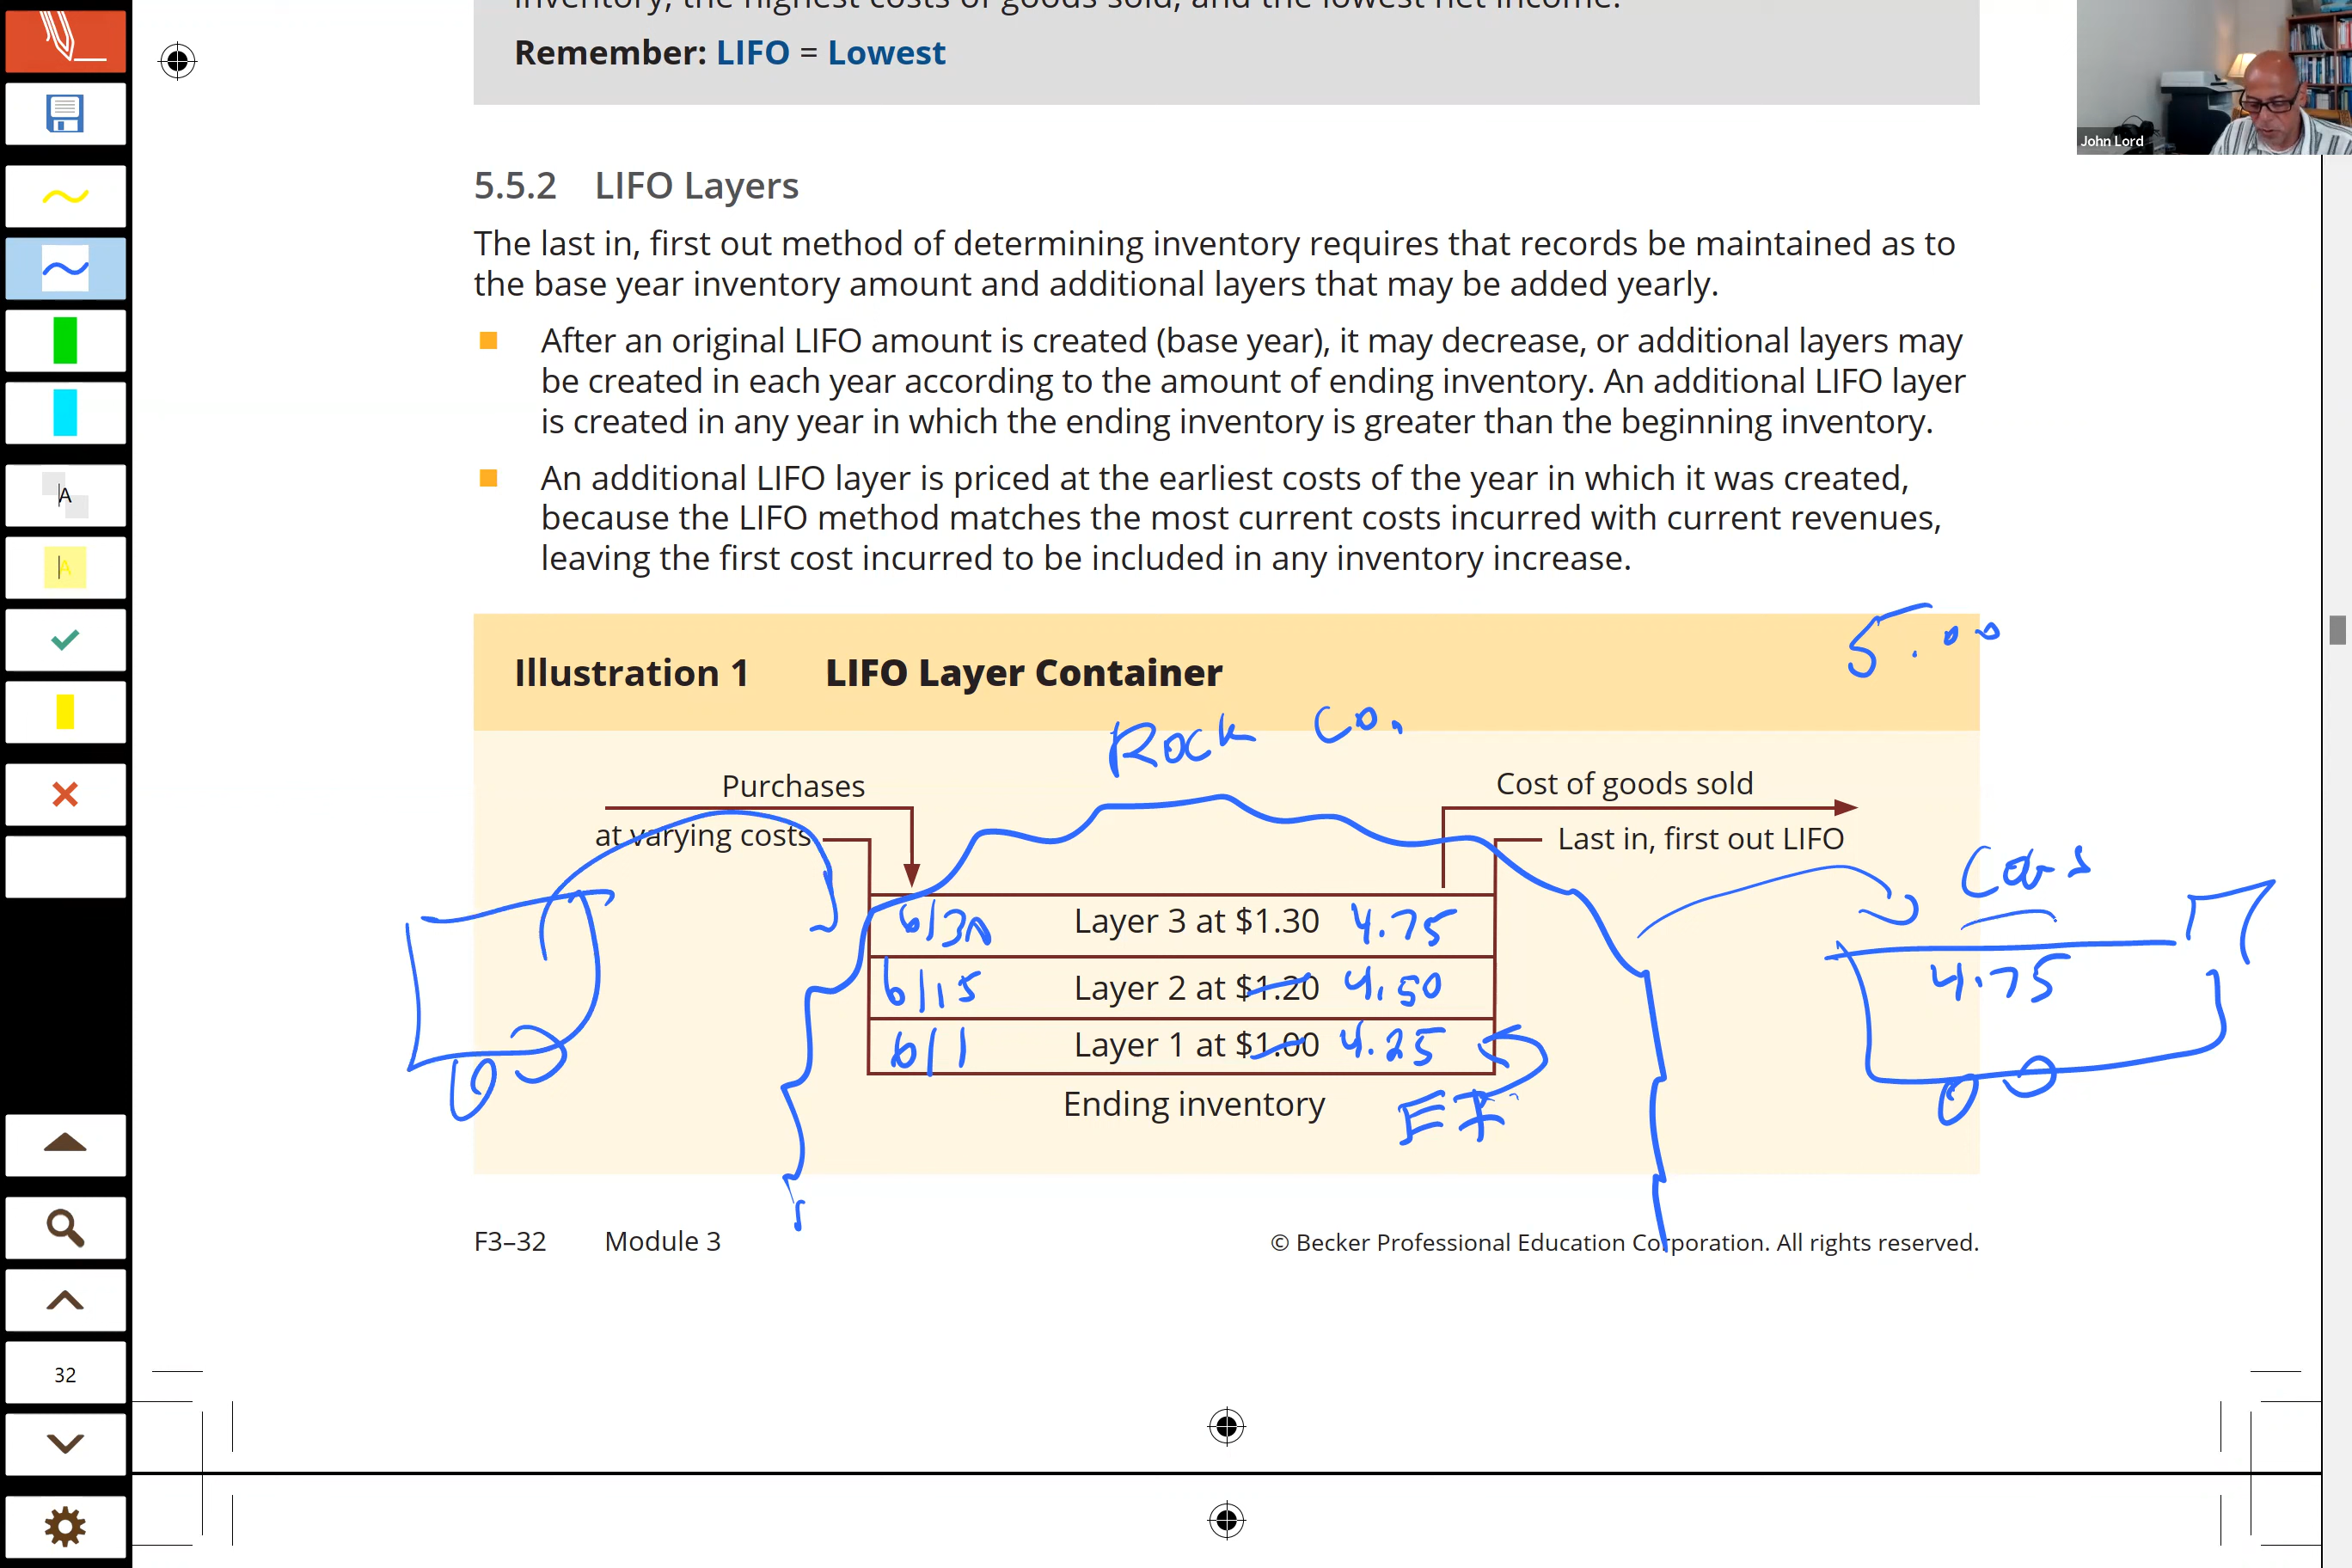 inventory, the highest costs of goods sold, and the lowest net income.
Remember: LIFO = Lowest
John Lord
5.5.2 LIFO Layers
The last in, first out method of determining inventory requires that records be maintained as to
the base year inventory amount and additional layers that may be added yearly.
After an original LIFO amount is created (base year), it may decrease, or additional layers may
be created in each year according to the amount of ending inventory. An additional LIFO layer
is created in any year in which the ending inventory is greater than the beginning inventory.
An additional LIFO layer is priced at the earliest costs of the year in which it was created,
because the LIFO method matches the most current costs incurred with current revenues,
leaving the first cost incurred to be included in any inventory increase.
5.00
Illustration 1 LIFO Layer Container
Rock Co.
Purchases
at varying costs
Cost of goods sold
Last in, first out LIFO
COGS
6/30 Layer 3 at $1.30 4.75
6/15 Layer 2 at $1.20 4.50
6/1 Layer 1 at $1.00 4.25
4.75
Ending inventory EI
F3–32 Module 3
© Becker Professional Education Corporation. All rights reserved.
A
A
32